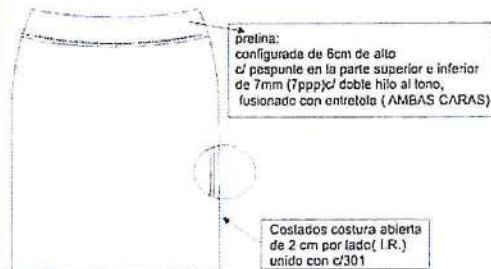 pretina:
configurada de 6cm de alto
c/ pespunte en la parte superior e inferior
de 7mm (7ppp)c/ doble hilo al tono,
fusionado con entretela ( AMBAS CARAS)
Costados costura abierta
de 2 cm por lado( I.R.)
unido con c/301